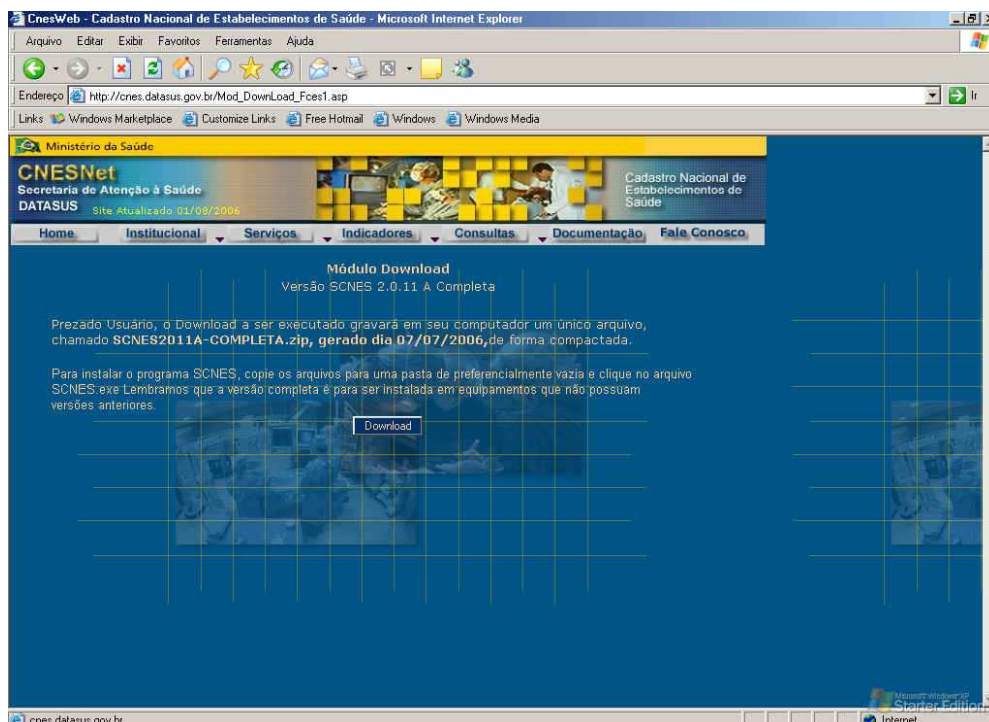 CnesWeb - Cadastro Nacional de Estabelecimentos de Saúde - Microsoft Internet Explorer
Arquivo Editar Exibir Favoritos Ferramentas Ajuda
Endereço http://cnes.datasus.gov.br/Mod_DownLoad_Fces1.asp Ir
Links Windows Marketplace Customize Links Free Hotmail Windows Windows Media
Ministério da Saúde
CNESNet
Secretaria de Atenção à Saúde
DATASUS Site Atualizado 01/08/2006
Cadastro Nacional de
Estabelecimentos de
Saúde
Home Institucional Serviços Indicadores Consultas Documentação Fale Conosco
Módulo Download
Versão SCNES 2.0.11 A Completa
Prezado Usuário, o Download a ser executado gravará em seu computador um único arquivo,
chamado SCNES2011A-COMPLETA.zip, gerado dia 07/07/2006,de forma compactada.
Para instalar o programa SCNES, copie os arquivos para uma pasta de preferencialmente vazia e clique no arquivo
SCNES.exe Lembramos que a versão completa é para ser instalada em equipamentos que não possuam
versões anteriores.
Download
Microsoft Windows XP
Starter Edition
cnes.datasus.gov.br Internet